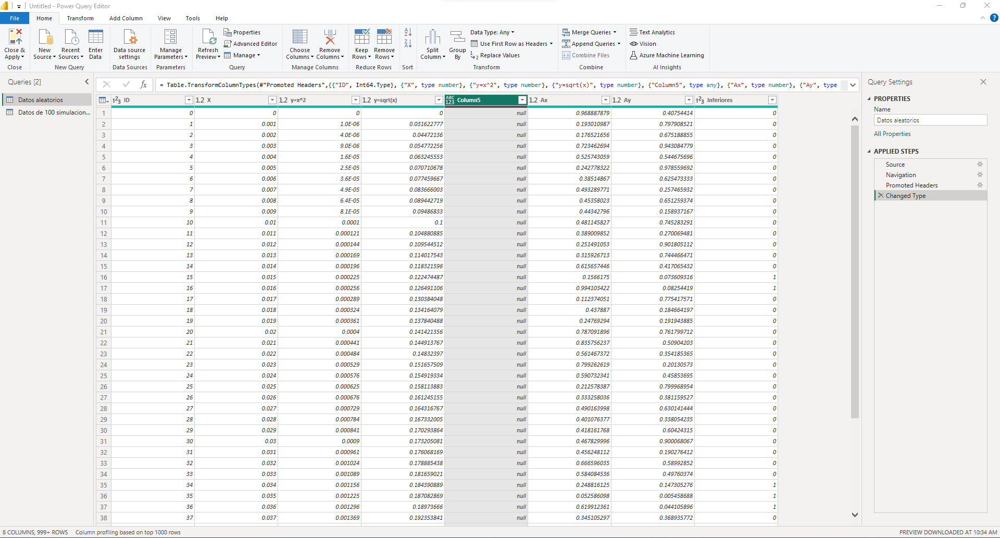 Untitled - Power Query Editor
File Home Transform Add Column View Tools Help
Close & Apply
Close
New Source
Recent Sources
Enter Data
New Query
Data source settings
Data Sources
Manage Parameters
Parameters
Refresh Preview
Properties
Advanced Editor
Manage
Query
Choose Columns
Remove Columns
Manage Columns
Keep Rows
Remove Rows
Reduce Rows
Sort
Split Column
Group By
Data Type: Any
Use First Row as Headers
Replace Values
Transform
Merge Queries
Append Queries
Combine Files
Combine
Text Analytics
Vision
Azure Machine Learning
AI Insights
Queries [2]
Datos aleatorios
Datos de 100 simulacion...
fx = Table.TransformColumnTypes(#"Promoted Headers",{{"ID", Int64.Type}, {"X", type number}, {"y=x^2", type number}, {"y=sqrt(x)", type number}, {"Column5", type any}, {"Ax", type number}, {"Ay", type
123 ID 1.2 X 1.2 y=x^2 1.2 y=sqrt(x) ABC 123 Column5 1.2 Ax 1.2 Ay 123 Inferiores
1 0 0 0 0 null 0.968887879 0.40754414 0
2 1 0.001 1.0E-06 0.031622777 null 0.193010987 0.797908521 0
3 2 0.002 4.0E-06 0.04472136 null 0.176521656 0.675188855 0
4 3 0.003 9.0E-06 0.054772256 null 0.723462694 0.943084779 0
5 4 0.004 1.6E-05 0.063245553 null 0.525743059 0.544675696 0
6 5 0.005 2.5E-05 0.070710678 null 0.242778322 0.978559692 0
7 6 0.006 3.6E-05 0.077459667 null 0.38514867 0.625473333 0
8 7 0.007 4.9E-05 0.083666003 null 0.493289771 0.257465932 0
9 8 0.008 6.4E-05 0.089442719 null 0.45358023 0.651259374 0
10 9 0.009 8.1E-05 0.09486833 null 0.44342796 0.158937167 0
11 10 0.01 0.0001 0.1 null 0.481145827 0.745283291 0
12 11 0.011 0.000121 0.104880885 null 0.389009852 0.270069481 0
13 12 0.012 0.000144 0.109544512 null 0.251491053 0.901805112 0
14 13 0.013 0.000169 0.114017543 null 0.315926713 0.744466471 0
15 14 0.014 0.000196 0.118321596 null 0.615657446 0.417065432 0
16 15 0.015 0.000225 0.122474487 null 0.1566175 0.073609316 1
17 16 0.016 0.000256 0.126491106 null 0.994103422 0.08254419 1
18 17 0.017 0.000289 0.130384048 null 0.112374051 0.775417571 0
19 18 0.018 0.000324 0.134164079 null 0.437887 0.184664197 0
20 19 0.019 0.000361 0.137840488 null 0.24769294 0.191943885 0
21 20 0.02 0.0004 0.141421356 null 0.787091896 0.761799712 0
22 21 0.021 0.000441 0.144913767 null 0.835756237 0.50904203 0
23 22 0.022 0.000484 0.14832397 null 0.561467372 0.354185365 0
24 23 0.023 0.000529 0.151657509 null 0.799262619 0.20130573 0
25 24 0.024 0.000576 0.154919334 null 0.590732341 0.45853695 0
26 25 0.025 0.000625 0.158113883 null 0.212578387 0.799968954 0
27 26 0.026 0.000676 0.161245155 null 0.333258036 0.381159527 0
28 27 0.027 0.000729 0.164316767 null 0.490163998 0.630141444 0
29 28 0.028 0.000784 0.167332005 null 0.401076377 0.338054235 0
30 29 0.029 0.000841 0.170293864 null 0.418161768 0.60424315 0
31 30 0.03 0.0009 0.173205081 null 0.467829996 0.900068067 0
32 31 0.031 0.000961 0.176068169 null 0.456248112 0.190276412 0
33 32 0.032 0.001024 0.178885438 null 0.666596035 0.58992852 0
34 33 0.033 0.001089 0.181659021 null 0.584084536 0.49760374 0
35 34 0.034 0.001156 0.184390889 null 0.248816125 0.147305276 1
36 35 0.035 0.001225 0.187082869 null 0.052586098 0.005458688 1
37 36 0.036 0.001296 0.18973666 null 0.619912361 0.044105896 1
38 37 0.037 0.001369 0.192353841 null 0.345105297 0.368935772 0
Query Settings
PROPERTIES
Name
Datos aleatorios
All Properties
APPLIED STEPS
Source
Navigation
Promoted Headers
Changed Type
8 COLUMNS, 999+ ROWS Column profiling based on top 1000 rows
PREVIEW DOWNLOADED AT 10:34 AM